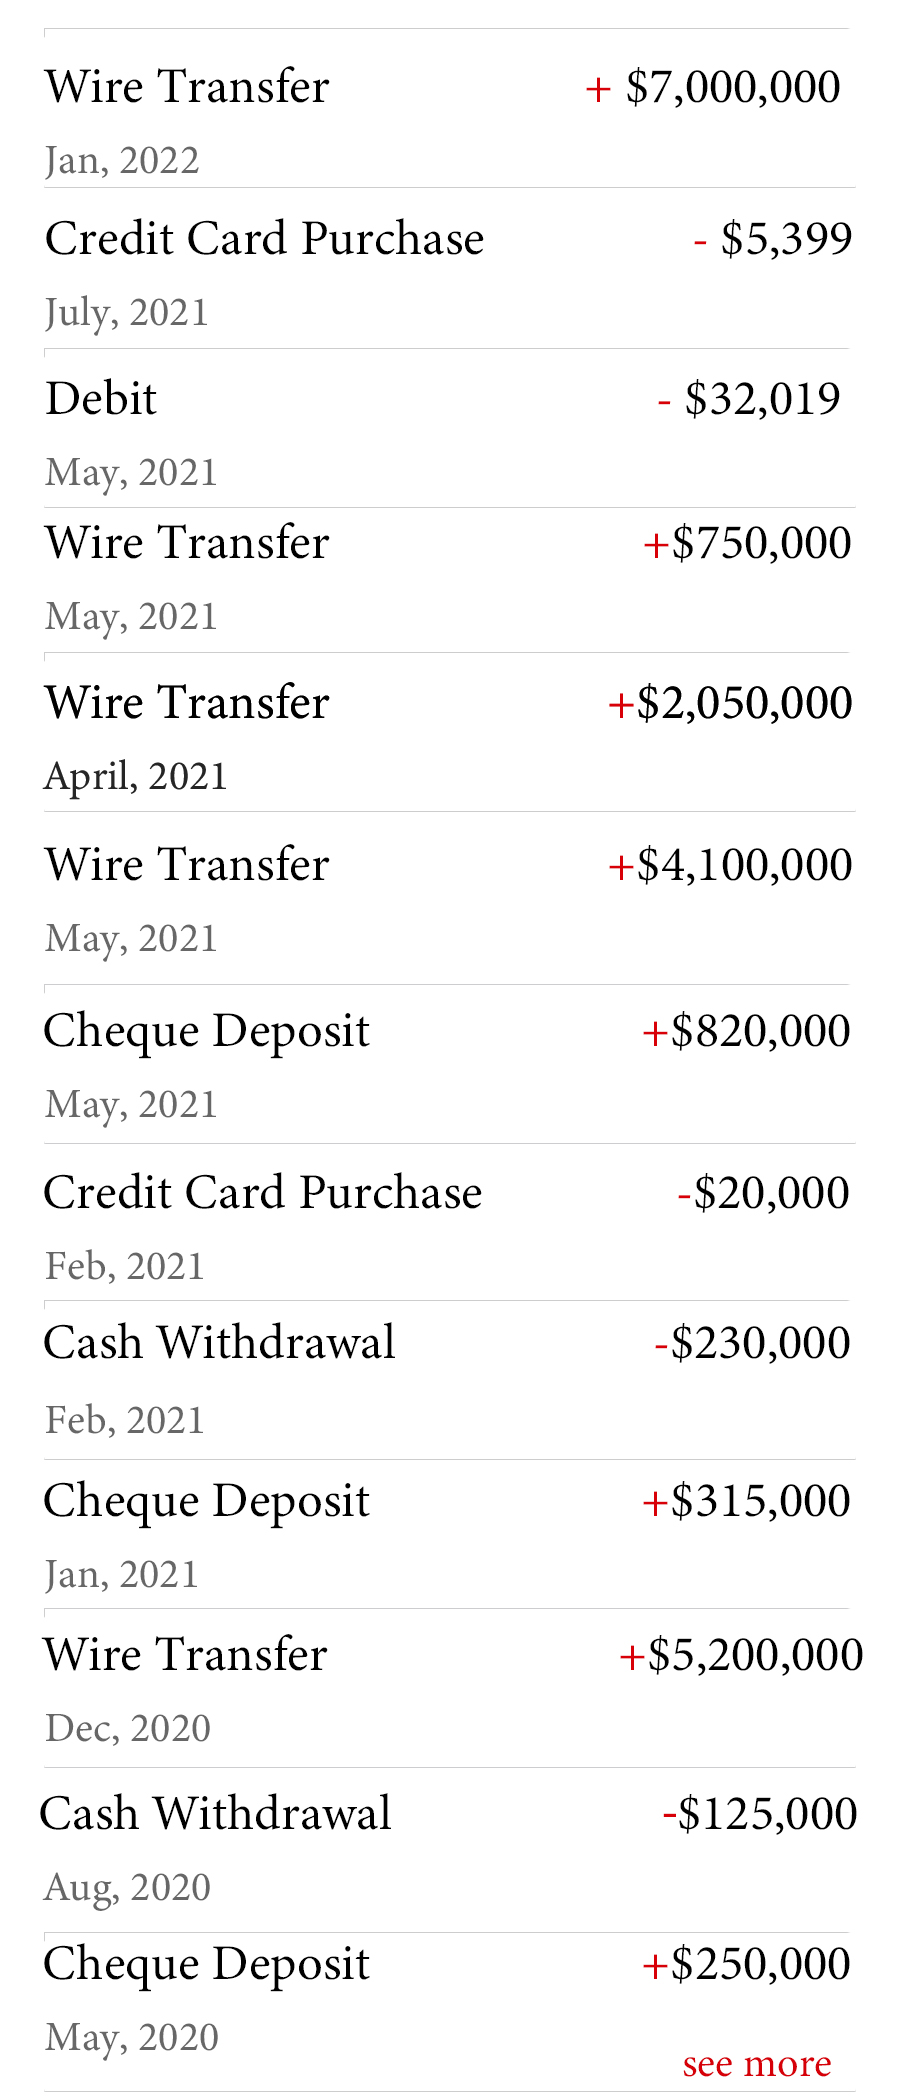 Wire Transfer + $7,000,000
Jan, 2022
Credit Card Purchase - $5,399
July, 2021
Debit - $32,019
May, 2021
Wire Transfer +$750,000
May, 2021
Wire Transfer +$2,050,000
April, 2021
Wire Transfer +$4,100,000
May, 2021
Cheque Deposit +$820,000
May, 2021
Credit Card Purchase -$20,000
Feb, 2021
Cash Withdrawal -$230,000
Feb, 2021
Cheque Deposit +$315,000
Jan, 2021
Wire Transfer +$5,200,000
Dec, 2020
Cash Withdrawal -$125,000
Aug, 2020
Cheque Deposit +$250,000
May, 2020
see more